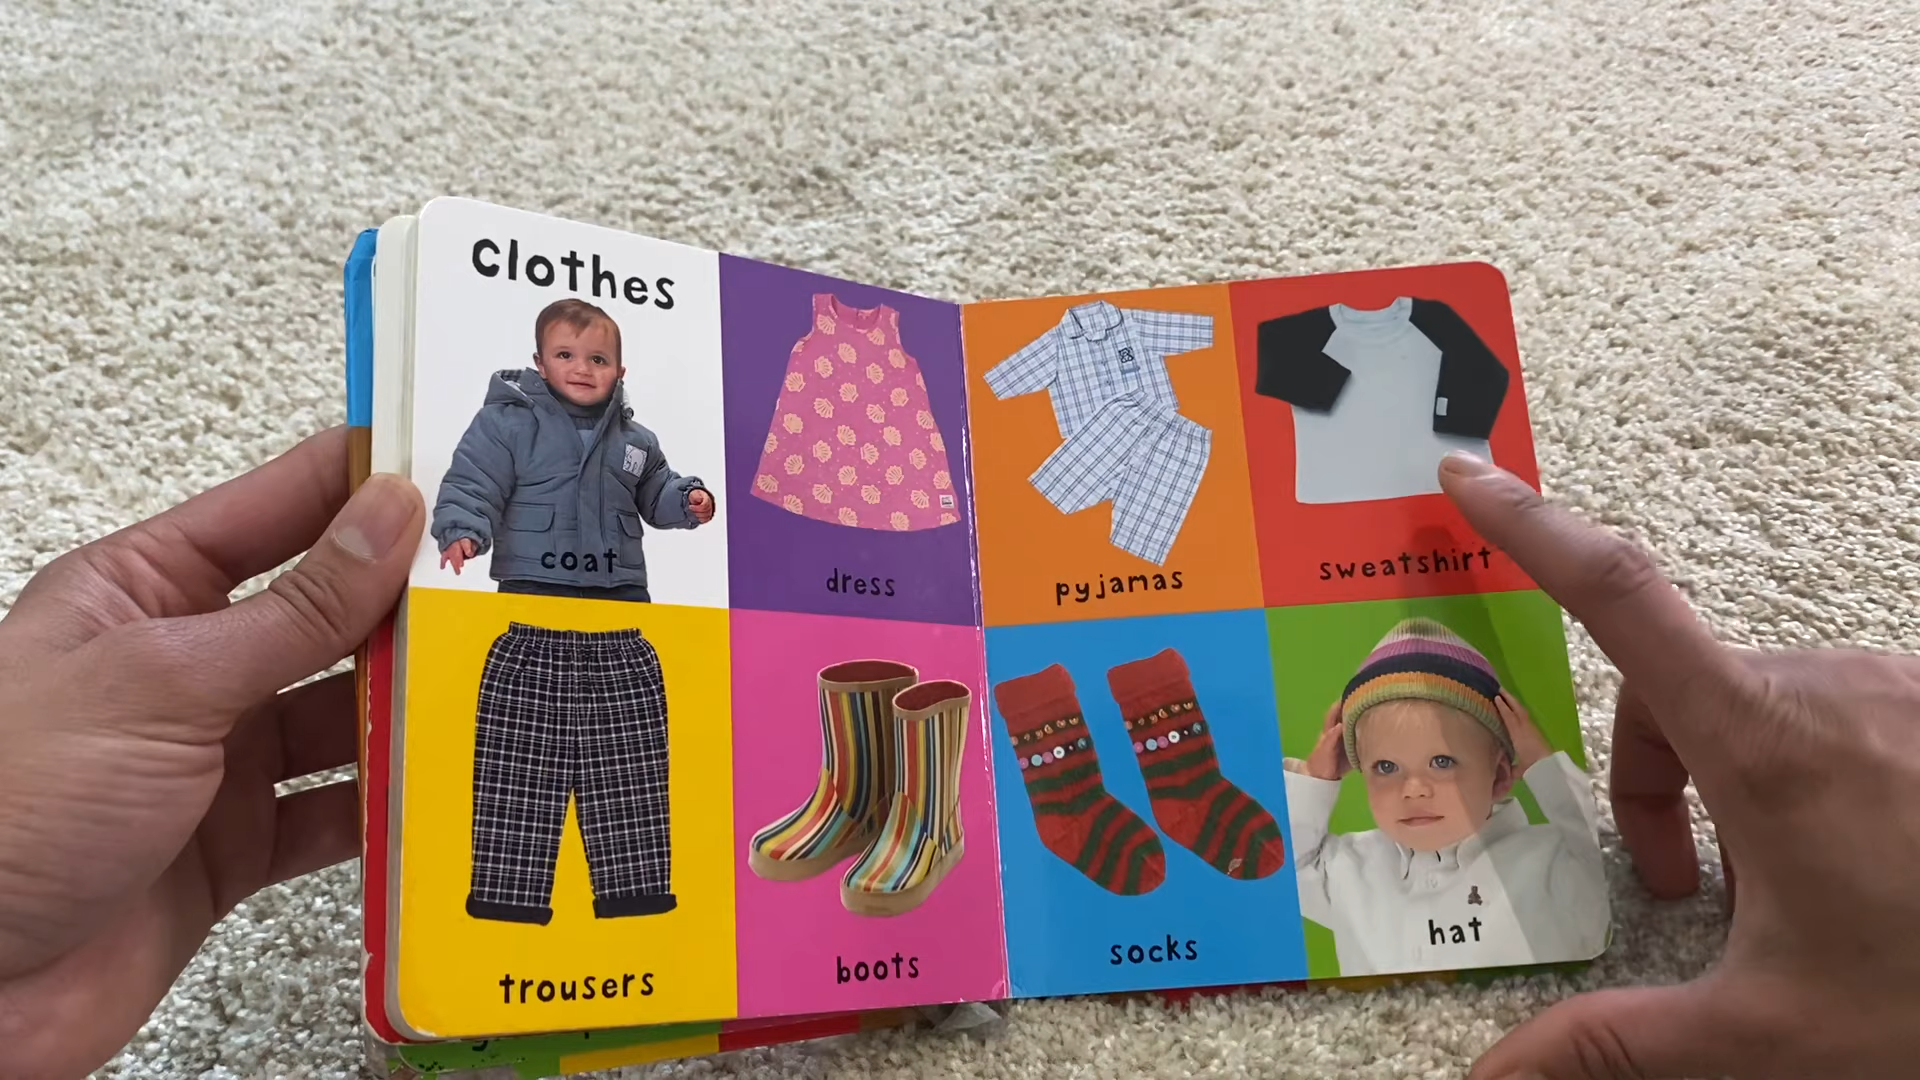 clothes
coat
dress
pyjamas
sweatshirt
trousers
boots
socks
hat